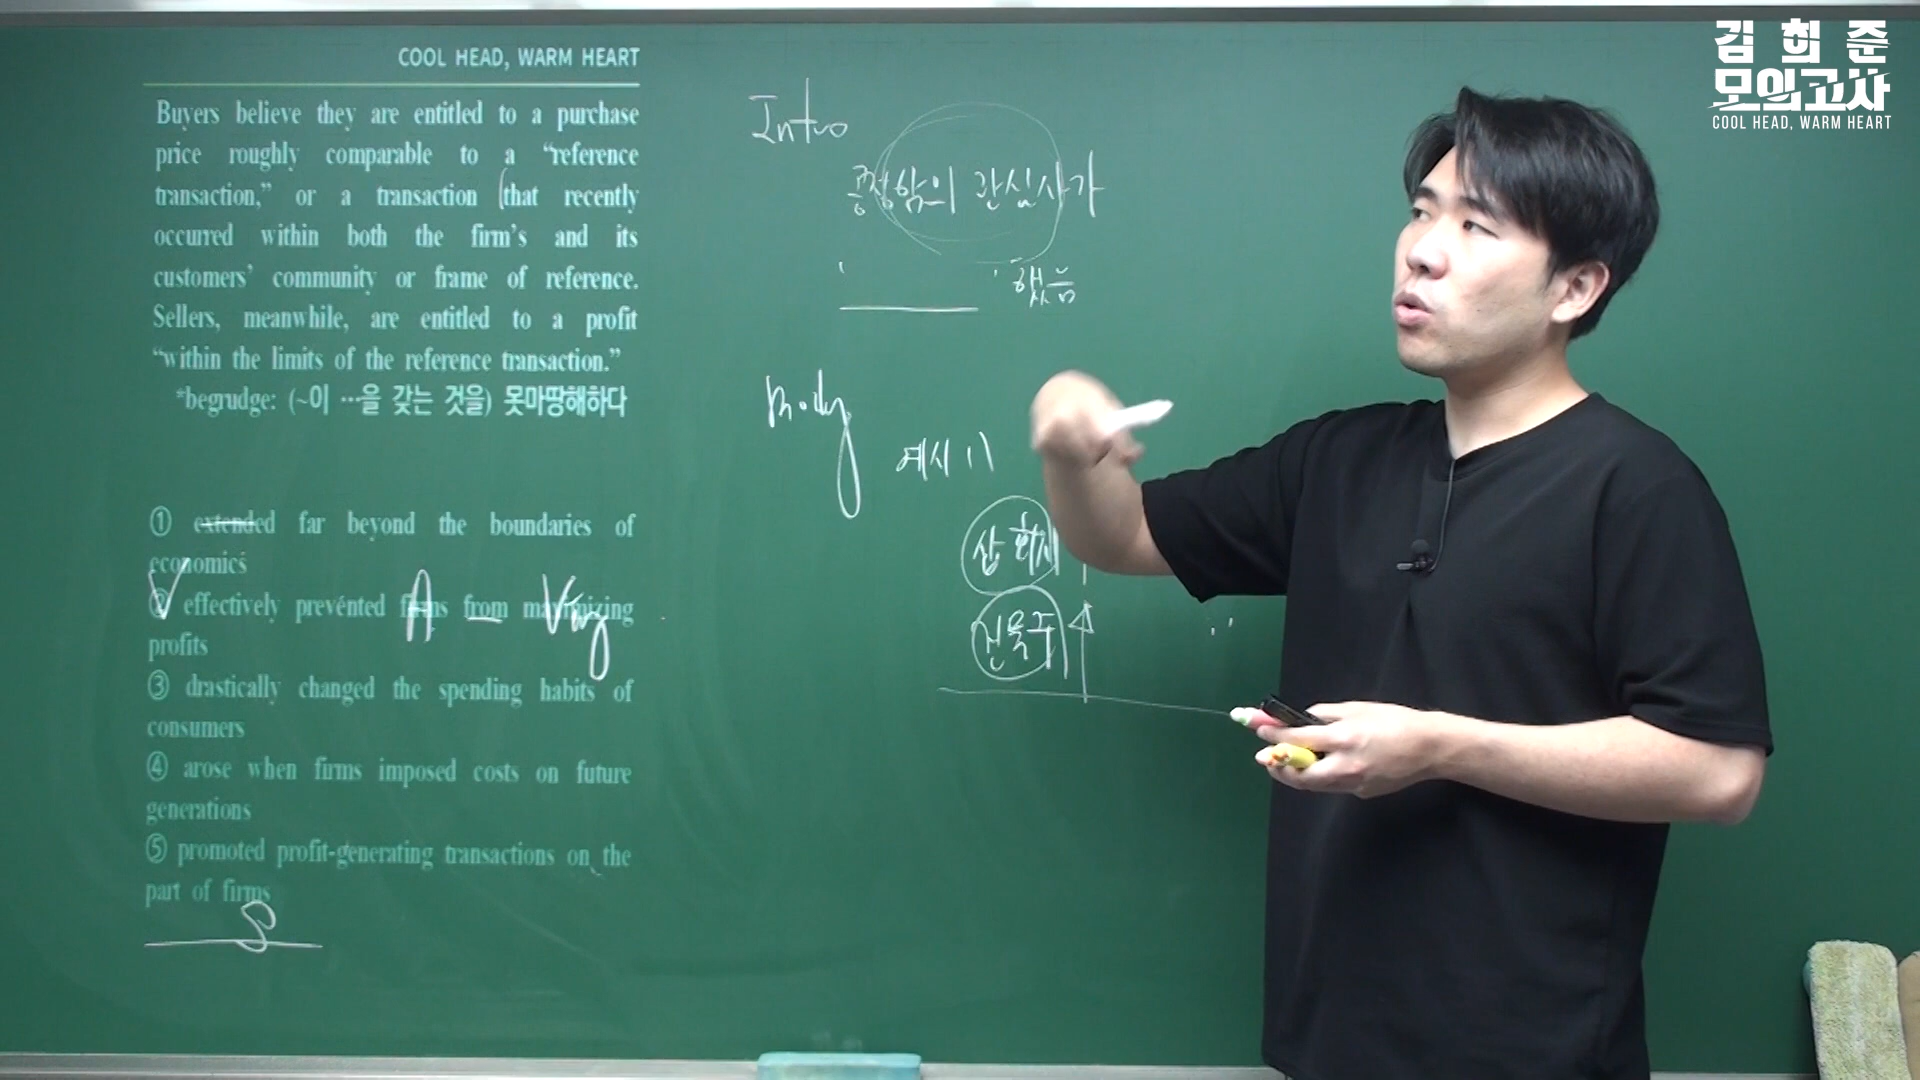 COOL HEAD, WARM HEART
Buyers believe they are entitled to a purchase
price roughly comparable to a “reference
transaction,” or a transaction (that recently
occurred within both the firm’s and its
customers’ community or frame of reference.
Sellers, meanwhile, are entitled to a profit
“within the limits of the reference transaction.”
*begrudge: (~이 …을 갖는 것을) 못마땅해하다
① extended far beyond the boundaries of
economics
② effectively prevented firms from maximizing
profits
③ drastically changed the spending habits of
consumers
④ arose when firms imposed costs on future
generations
⑤ promoted profit-generating transactions on the
part of firms
V
A
S
Intro
공정함의 관심사가
했음
Body
예시 1)
김희준
모의고사
COOL HEAD, WARM HEART